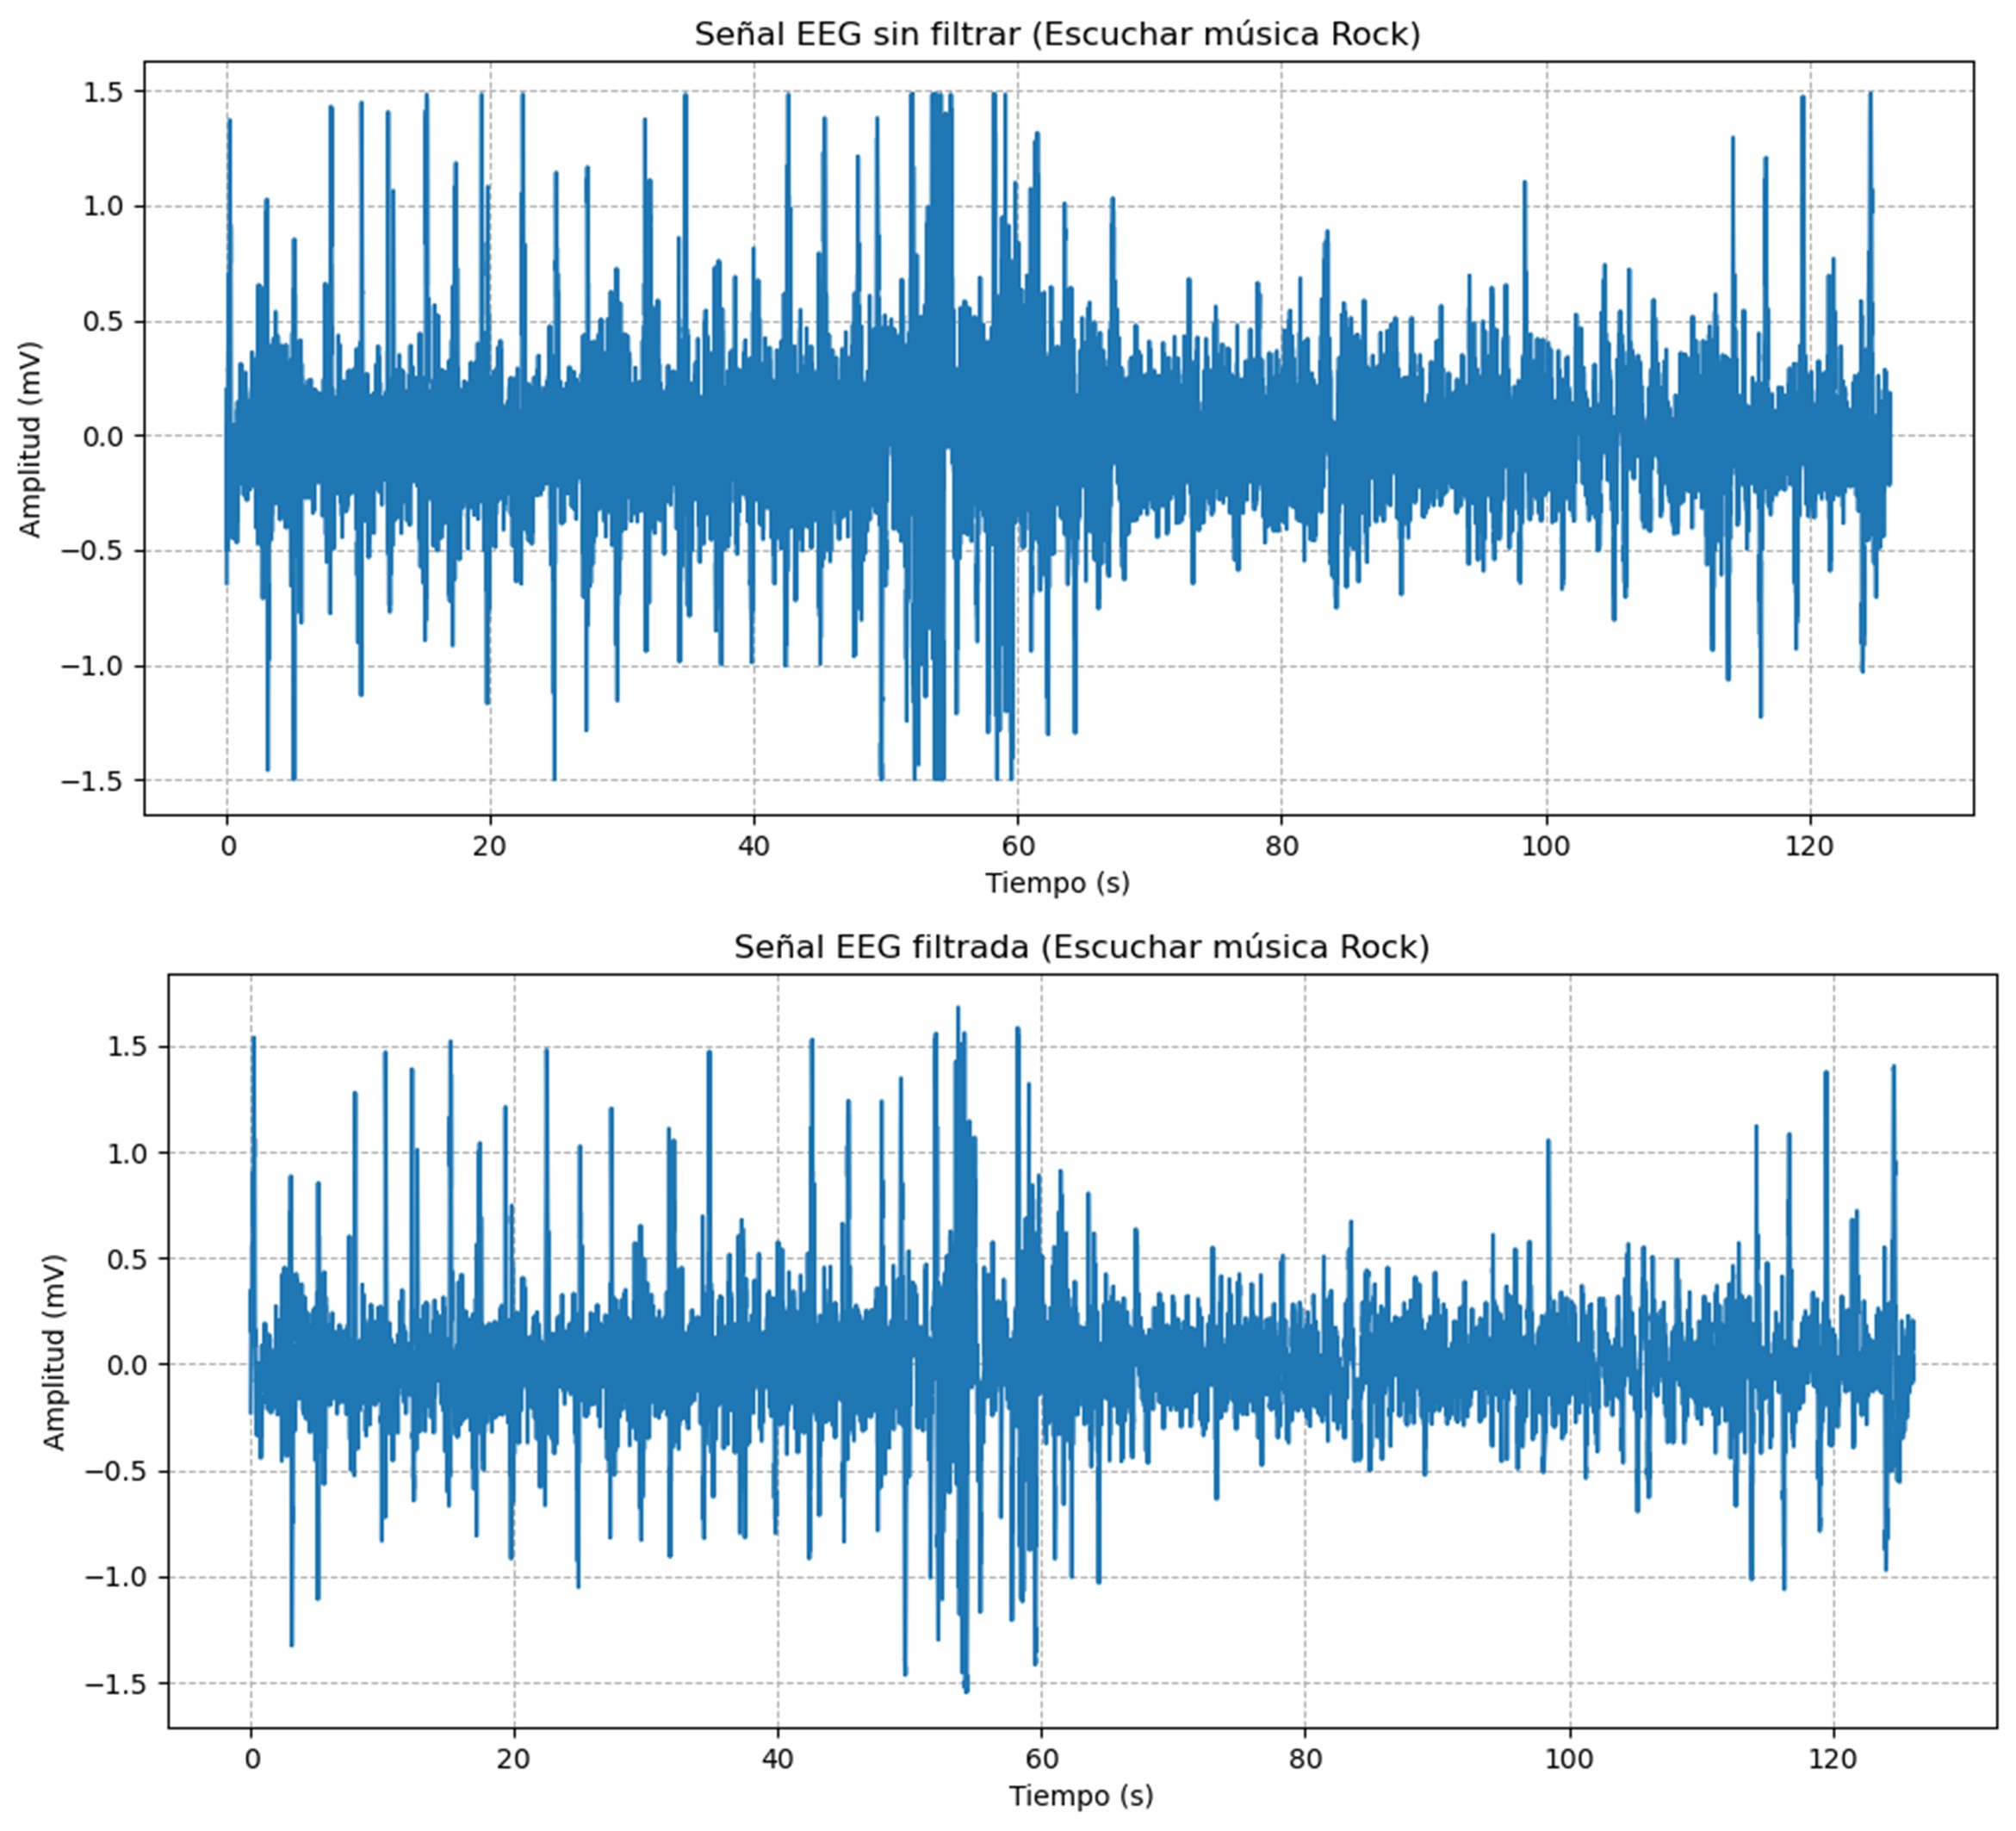 Señal EEG sin filtrar (Escuchar música Rock)
Amplitud (mV)
1.5
1.0
0.5
0.0
−0.5
−1.0
−1.5
0 20 40 60 80 100 120
Tiempo (s)
Señal EEG filtrada (Escuchar música Rock)
Amplitud (mV)
1.5
1.0
0.5
0.0
−0.5
−1.0
−1.5
0 20 40 60 80 100 120
Tiempo (s)